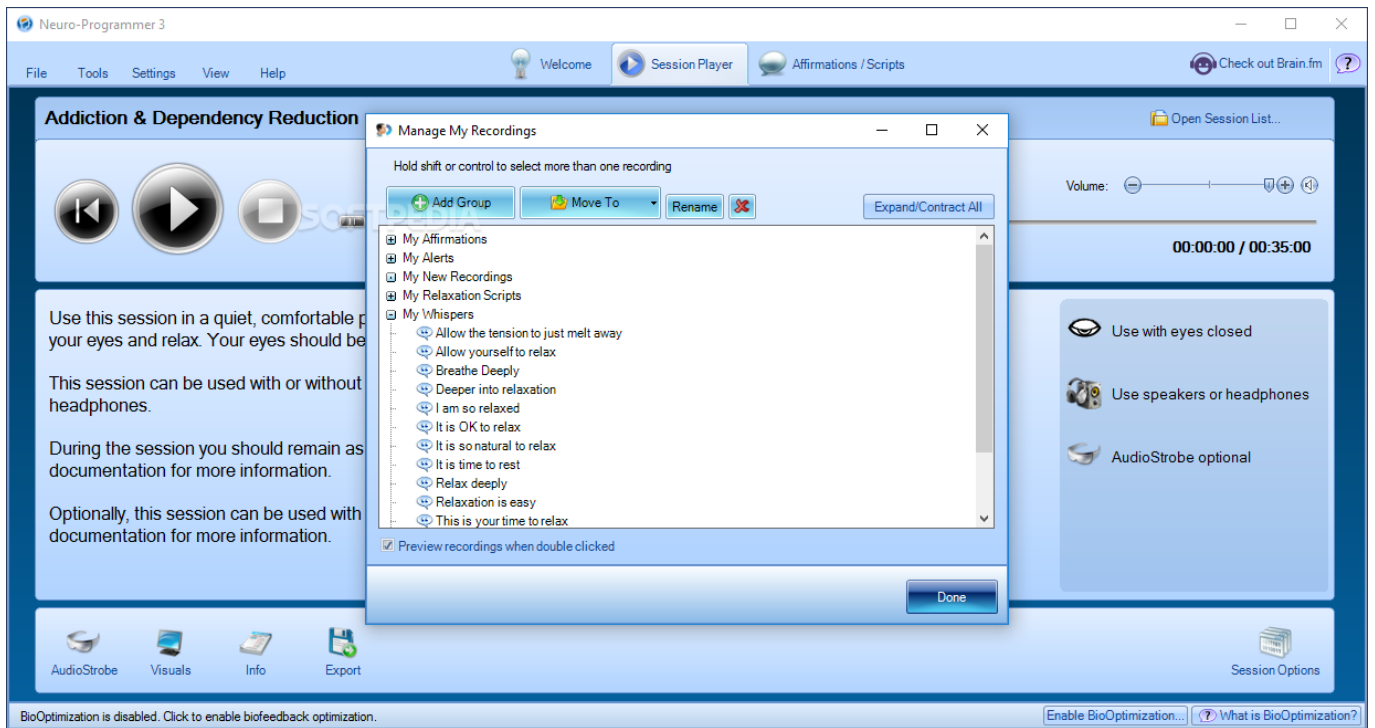 Neuro-Programmer 3
File Tools Settings View Help
Welcome
Session Player
Affirmations / Scripts
Check out Brain.fm
?
Addiction & Dependency Reduction
Open Session List...
Manage My Recordings
Hold shift or control to select more than one recording
Add Group
Move To
Rename
Expand/Contract All
SOFTPEDIA
Volume:
00:00:00 / 00:35:00
My Affirmations
My Alerts
My New Recordings
My Relaxation Scripts
My Whispers
Allow the tension to just melt away
Allow yourself to relax
Breathe Deeply
Deeper into relaxation
I am so relaxed
It is OK to relax
It is so natural to relax
It is time to rest
Relax deeply
Relaxation is easy
This is your time to relax
Preview recordings when double clicked
Done
Use this session in a quiet, comfortable
your eyes and relax. Your eyes should be
This session can be used with or without
headphones.
During the session you should remain as
documentation for more information.
Optionally, this session can be used with
documentation for more information.
Use with eyes closed
Use speakers or headphones
AudioStrobe optional
AudioStrobe
Visuals
Info
Export
Session Options
BioOptimization is disabled. Click to enable biofeedback optimization.
Enable BioOptimization...
? What is BioOptimization?